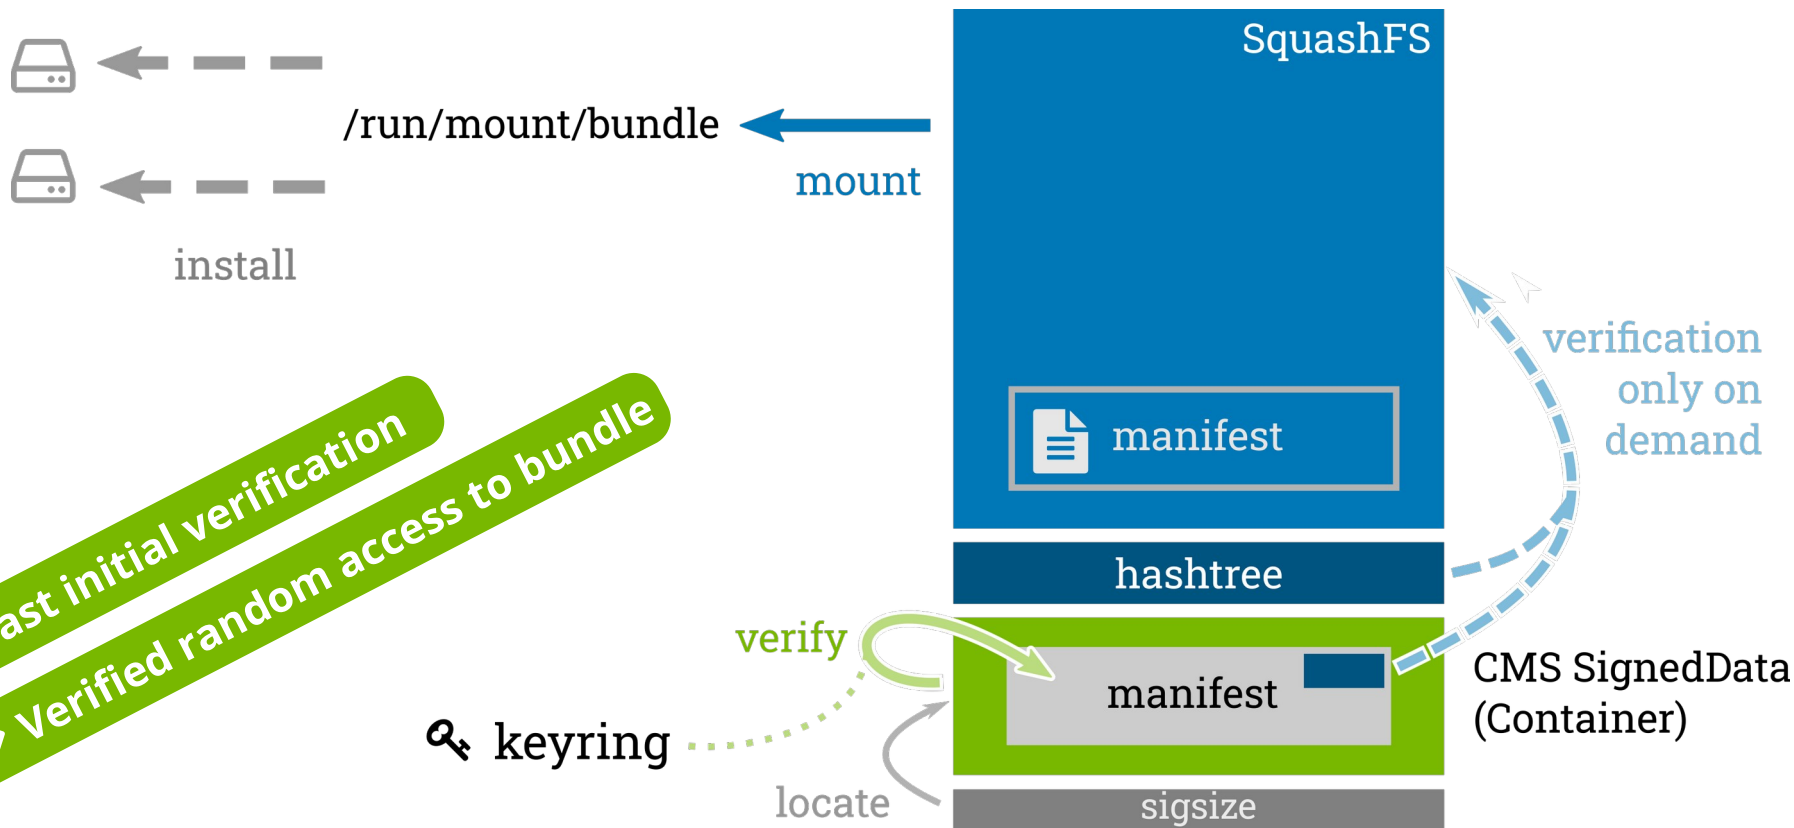 SquashFS
/run/mount/bundle
mount
install
verification
only on
demand
manifest
ast initial verification
Verified random access to bundle
hashtree
verify
manifest
CMS SignedData
(Container)
keyring
locate
sigsize